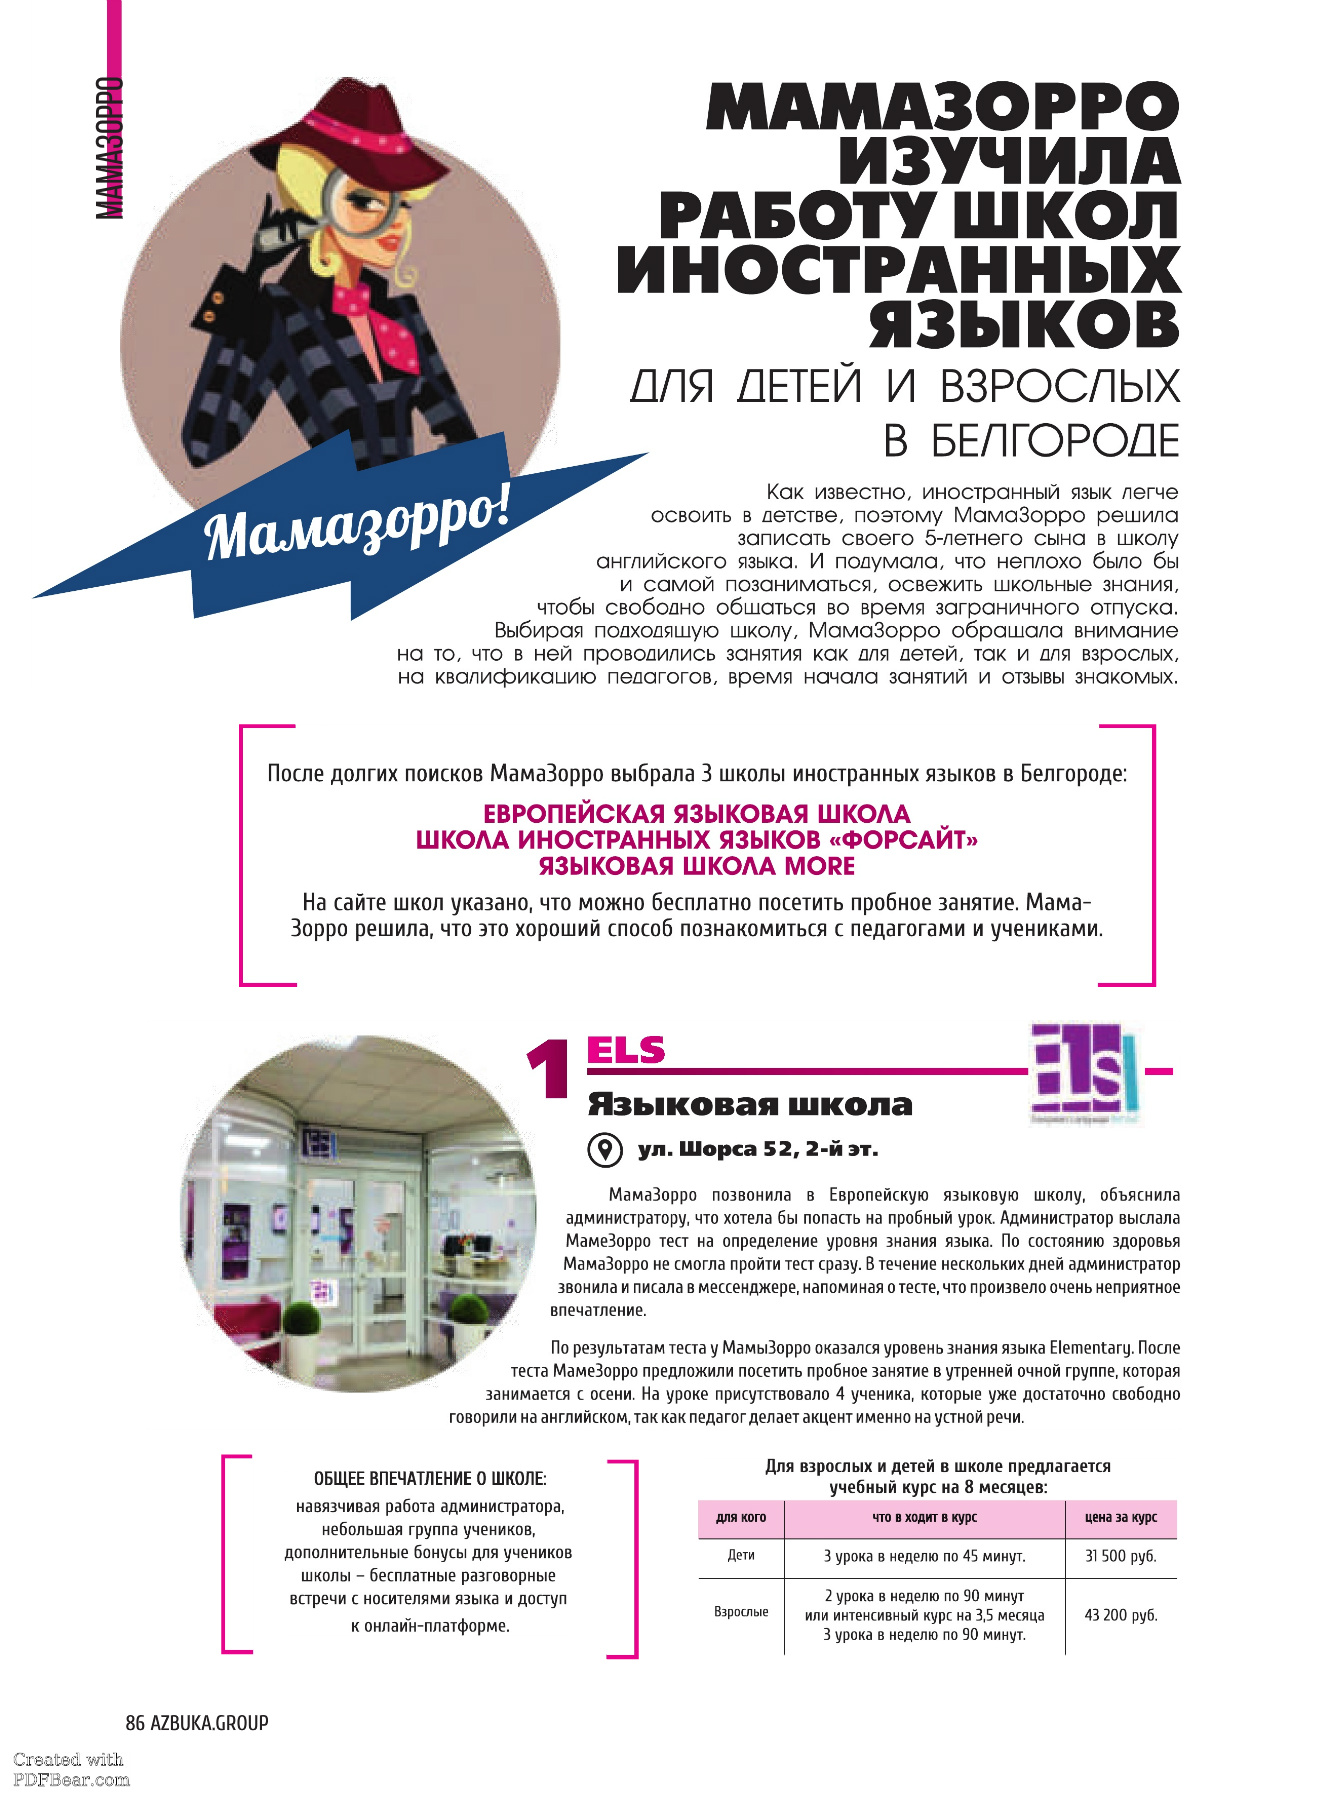 МАМАЗОРРО
МАМАЗОРРО
ИЗУЧИЛА
РАБОТУ ШКОЛ
ИНОСТРАННЫХ
ЯЗЫКОВ
ДЛЯ ДЕТЕЙ И ВЗРОСЛЫХ
В БЕЛГОРОДЕ
Мамазорро!
Как известно, иностранный язык легче
освоить в детстве, поэтому МамаЗорро решила
записать своего 5-летнего сына в школу
английского языка. И подумала, что неплохо было бы
и самой позаниматься, освежить школьные знания,
чтобы свободно общаться во время заграничного отпуска.
Выбирая подходящую школу, МамаЗорро обращала внимание
на то, что в ней проводились занятия как для детей, так и для взрослых,
на квалификацию педагогов, время начала занятий и отзывы знакомых.
После долгих поисков МамаЗорро выбрала 3 школы иностранных языков в Белгороде:
ЕВРОПЕЙСКАЯ ЯЗЫКОВАЯ ШКОЛА
ШКОЛА ИНОСТРАННЫХ ЯЗЫКОВ «ФОРСАЙТ»
ЯЗЫКОВАЯ ШКОЛА MORE
На сайте школ указано, что можно бесплатно посетить пробное занятие. Мама-
Зорро решила, что это хороший способ познакомиться с педагогами и учениками.
1 ELS
Els
Языковая школа
ул. Шорса 52, 2-й эт.
МамаЗорро позвонила в Европейскую языковую школу, объяснила
администратору, что хотела бы попасть на пробный урок. Администратор выслала
МамеЗорро тест на определение уровня знания языка. По состоянию здоровья
МамаЗорро не смогла пройти тест сразу. В течение нескольких дней администратор
звонила и писала в мессенджере, напоминая о тесте, что произвело очень неприятное
впечатление.
По результатам теста у МамыЗорро оказался уровень знания языка Elementary. После
теста МамеЗорро предложили посетить пробное занятие в утренней очной группе, которая
занимается с осени. На уроке присутствовало 4 ученика, которые уже достаточно свободно
говорили на английском, так как педагог делает акцент именно на устной речи.
ОБЩЕЕ ВПЕЧАТЛЕНИЕ О ШКОЛЕ:
навязчивая работа администратора,
небольшая группа учеников,
дополнительные бонусы для учеников
школы – бесплатные разговорные
встречи с носителями языка и доступ
к онлайн-платформе.
Для взрослых и детей в школе предлагается
учебный курс на 8 месяцев:
для кого что в ходит в курс цена за курс
Дети 3 урока в неделю по 45 минут. 31 500 руб.
2 урока в неделю по 90 минут
Взрослые или интенсивный курс на 3,5 месяца 43 200 руб.
3 урока в неделю по 90 минут.
86 AZBUKA.GROUP
Created with
PDFBear.com